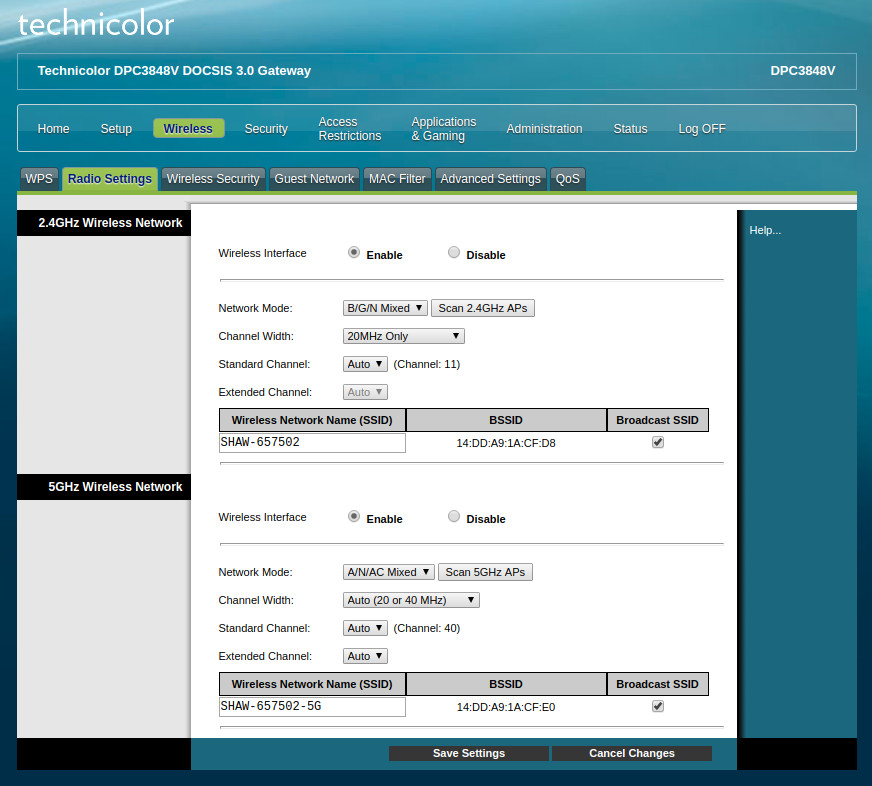 technicolor
Technicolor DPC3848V DOCSIS 3.0 Gateway DPC3848V
Home Setup Wireless Security Access Restrictions Applications & Gaming Administration Status Log OFF
WPS Radio Settings Wireless Security Guest Network MAC Filter Advanced Settings QoS
2.4GHz Wireless Network
Help...
Wireless Interface Enable Disable
Network Mode: B/G/N Mixed Scan 2.4GHz APs
Channel Width: 20MHz Only
Standard Channel: Auto (Channel: 11)
Extended Channel: Auto
Wireless Network Name (SSID) BSSID Broadcast SSID
SHAW-657502 14:DD:A9:1A:CF:D8
5GHz Wireless Network
Wireless Interface Enable Disable
Network Mode: A/N/AC Mixed Scan 5GHz APs
Channel Width: Auto (20 or 40 MHz)
Standard Channel: Auto (Channel: 40)
Extended Channel: Auto
Wireless Network Name (SSID) BSSID Broadcast SSID
SHAW-657502-5G 14:DD:A9:1A:CF:E0
Save Settings Cancel Changes